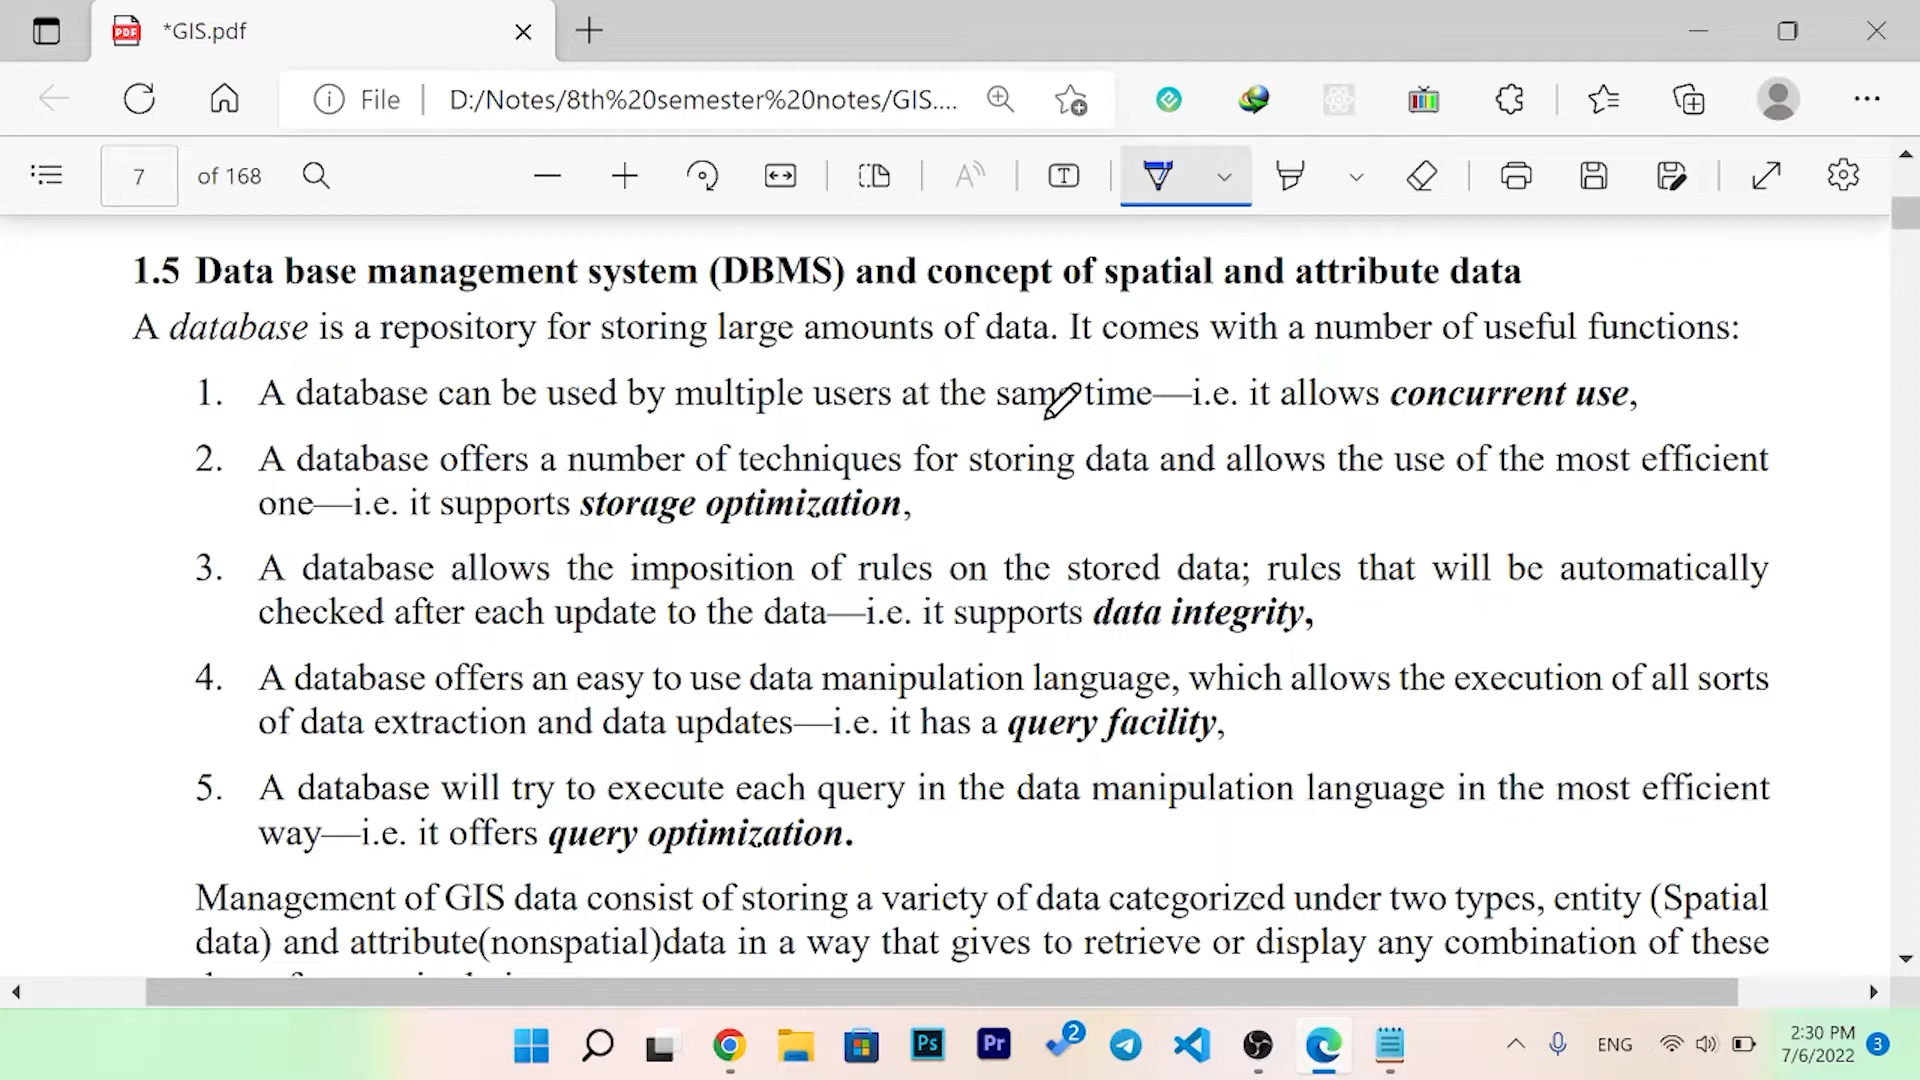 *GIS.pdf
File
D:/Notes/8th%20semester%20notes/GIS....
7 of 168
1.5 Data base management system (DBMS) and concept of spatial and attribute data
A database is a repository for storing large amounts of data. It comes with a number of useful functions:
1. A database can be used by multiple users at the same time—i.e. it allows concurrent use,
2. A database offers a number of techniques for storing data and allows the use of the most efficient
one—i.e. it supports storage optimization,
3. A database allows the imposition of rules on the stored data; rules that will be automatically
checked after each update to the data—i.e. it supports data integrity,
4. A database offers an easy to use data manipulation language, which allows the execution of all sorts
of data extraction and data updates—i.e. it has a query facility,
5. A database will try to execute each query in the data manipulation language in the most efficient
way—i.e. it offers query optimization.
Management of GIS data consist of storing a variety of data categorized under two types, entity (Spatial
data) and attribute(nonspatial)data in a way that gives to retrieve or display any combination of these
Ps
Pr
2
ENG
2:30 PM
7/6/2022
3